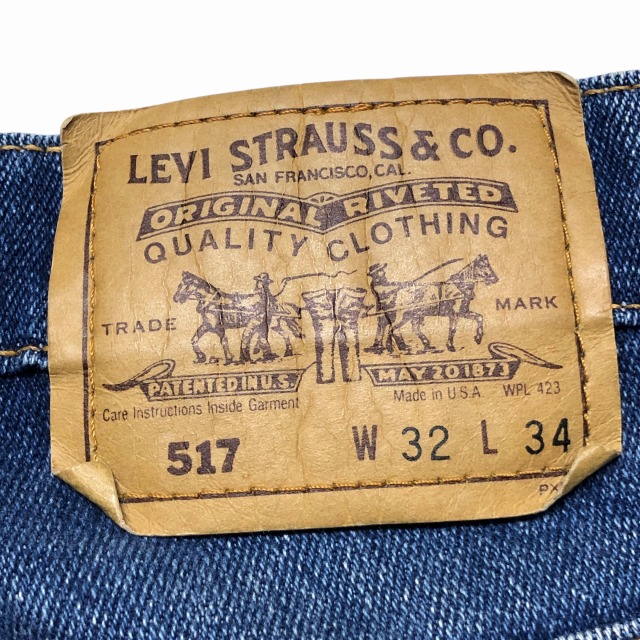 LEVI STRAUSS & CO.
SAN FRANCISCO, CAL.
ORIGINAL RIVETED
QUALITY CLOTHING
TRADE MARK
PATENTED IN U.S. MAY 20 1873
Care Instructions Inside Garment Made in U.S.A WPL 423
517 W 32 L 34
PX